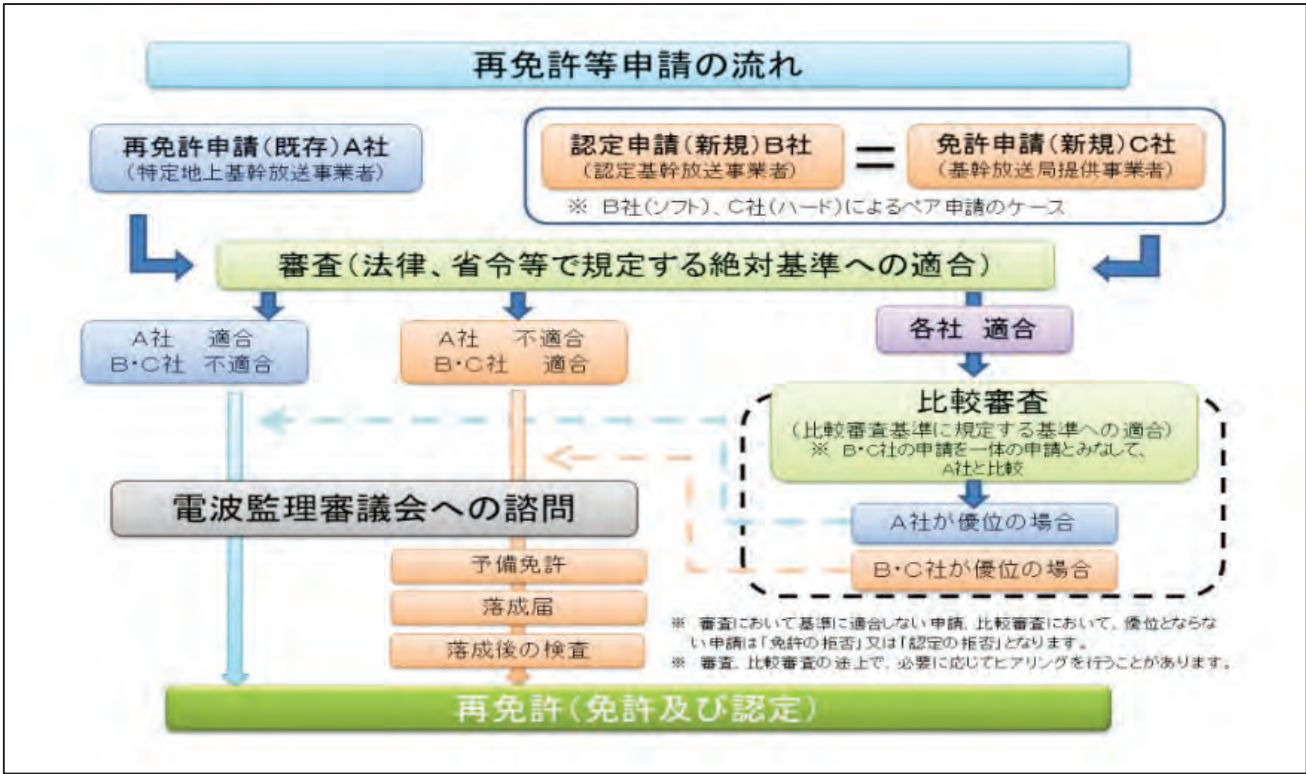 再免許等申請の流れ
再免許申請(既存)A社
(特定地上基幹放送事業者)
認定申請(新規)B社
(認定基幹放送事業者)
=
免許申請(新規)C社
(基幹放送局提供事業者)
※ B社(ソフト)、C社(ハード)によるペア申請のケース
審査(法律、省令等で規定する絶対基準への適合)
A社 適合
B・C社 不適合
A社 不適合
B・C社 適合
各社 適合
比較審査
(比較審査基準に規定する基準への適合)
※ B・C社の申請を一体の申請とみなして、
A社と比較
電波監理審議会への諮問
A社が優位の場合
B・C社が優位の場合
予備免許
落成届
落成後の検査
※ 審査において基準に適合しない申請、比較審査において、優位とならな
い申請は「免許の拒否」又は「認定の拒否」となります。
※ 審査、比較審査の途上で、必要に応じてヒアリングを行うことがあります。
再免許(免許及び認定)